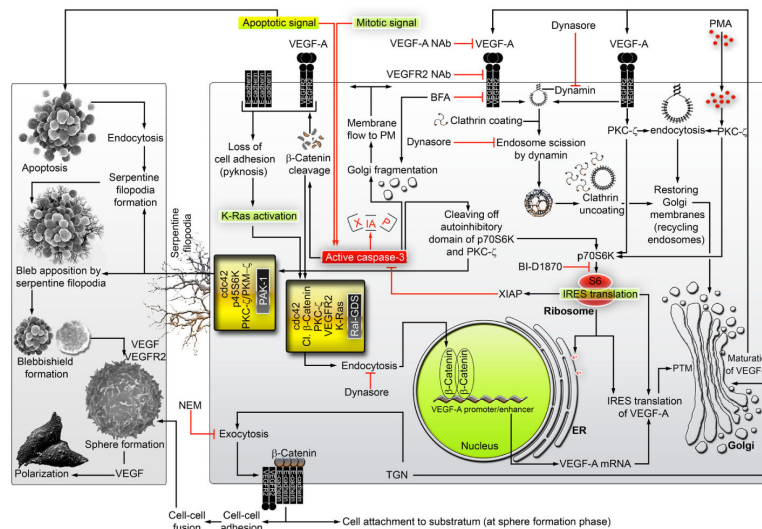 Apoptotic signal
Mitotic signal
VEGF-A
VEGF-A NAb
VEGF-A
Dynasore
VEGF-A
PMA
VEGFR2 NAb
BFA
Dynamin
Clathrin coating
Membrane
flow to PM
Golgi fragmentation
Dynasore
Endosome scission
by dynamin
PKC-ζ
endocytosis
PKC-ζ
Clathrin
uncoating
Restoring
Golgi
membranes
(recycling
endosomes)
Endocytosis
Apoptosis
Serpentine
filopodia
formation
Bleb apposition by
serpentine filopodia
Blebbishield
formation
VEGF
VEGFR2
Sphere formation
Polarization
VEGF
Loss of
cell adhesion
(pyknosis)
β-Catenin
cleavage
K-Ras activation
Serpentine
filopodia
X IA P
Active caspase-3
Cleaving off
autoinhibitory
domain of p70S6K
and PKC-ζ
p70S6K
BI-D1870
S6
XIAP
IRES translation
Ribosome
cdc42
p45S6K
PKC-ζ/PKM-ζ
PAK-1
cdc42
Cl. β-Catenin
PKC-ζ
VEGFR2
K-Ras
Ral-GDS
Endocytosis
Dynasore
β-Catenin
β-Catenin
VEGF-A promoter/enhancer
Nucleus
ER
IRES translation
of VEGF-A
PTM
Maturation
of VEGF-
Golgi
VEGF-A mRNA
NEM
Exocytosis
β-Catenin
TGN
Cell-cell
fusion
Cell-cell
adhesion
Cell attachment to substratum (at sphere formation phase)